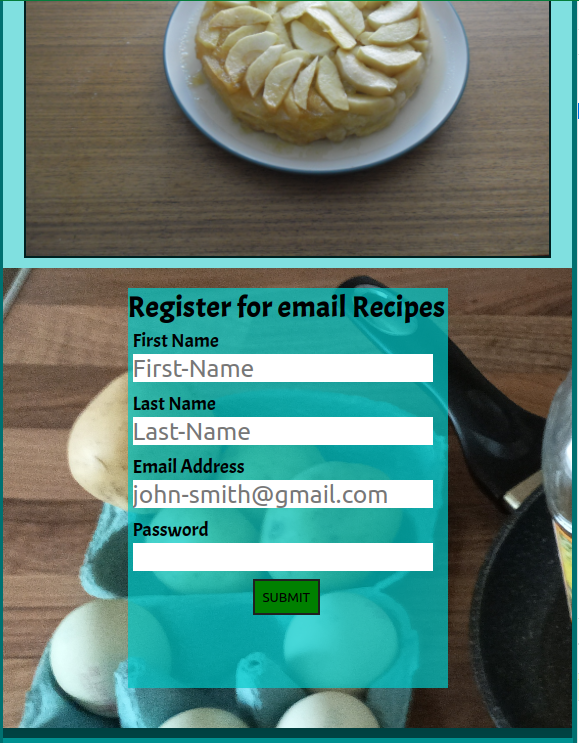 Register for email Recipes
First Name
First-Name
Last Name
Last-Name
Email Address
john-smith@gmail.com
Password
SUBMIT